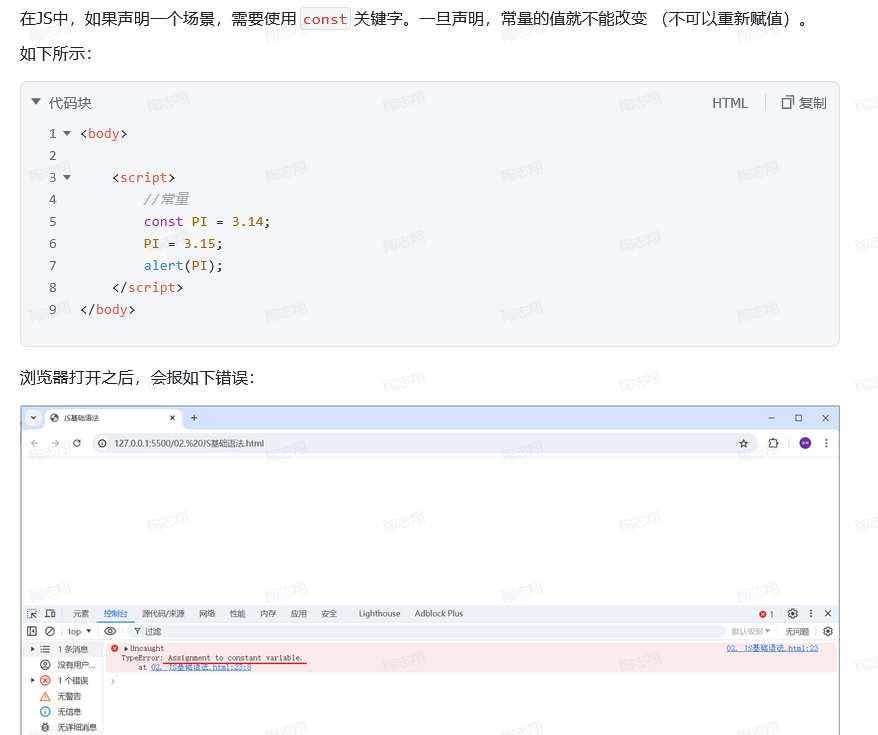 在JS中，如果声明一个场景，需要使用 const 关键字。一旦声明，常量的值就不能改变 （不可以重新赋值）。
如下所示：
代码块 HTML 复制
1 <body>
2
3 <script>
4 //常量
5 const PI = 3.14;
6 PI = 3.15;
7 alert(PI);
8 </script>
9 </body>
浏览器打开之后，会报如下错误：
JS基础语法
127.0.0.1:5500/02.%20JS基础语法.html
元素 控制台 源代码/来源 网络 性能 内存 应用 安全 Lighthouse Adblock Plus 1
top 过滤 默认级别 无问题
1 条消息
没有用户...
1 个错误
无警告
无信息
无详细消息
Uncaught 02. JS基础语法.html:23
TypeError: Assignment to constant variable.
at 02. JS基础语法.html:23:8
陶志翔